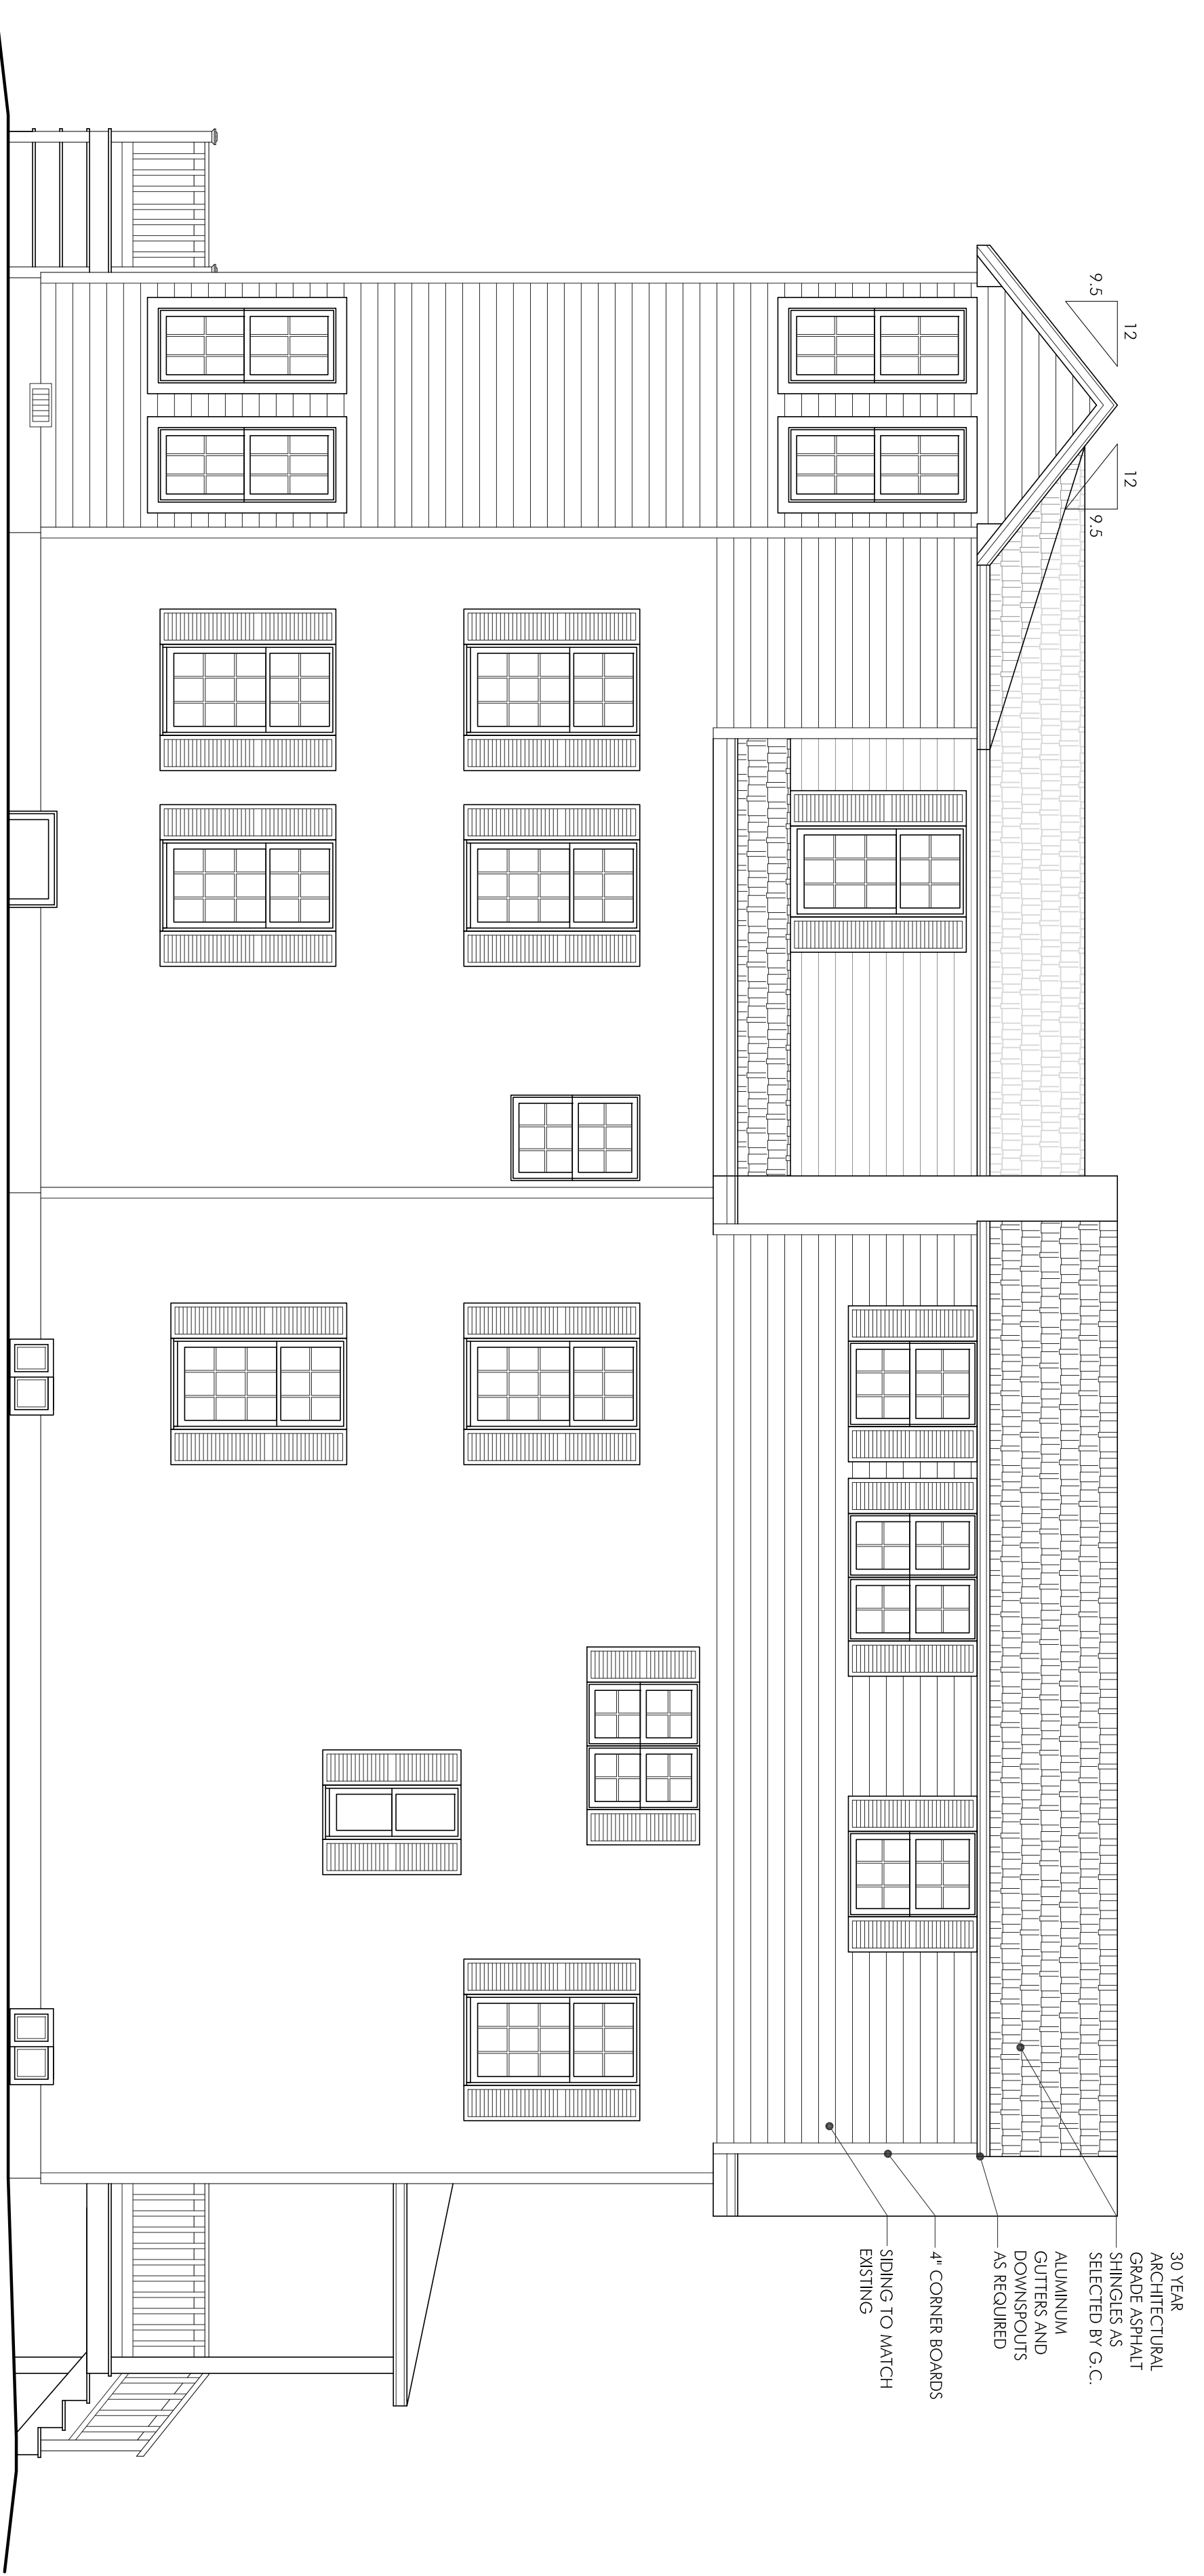 9.5
12
12
9.5
30 YEAR
ARCHITECTURAL
GRADE ASPHALT
SHINGLES AS
SELECTED BY G.C.
ALUMINUM
GUTTERS AND
DOWNSPOUTS
AS REQUIRED
4" CORNER BOARDS
SIDING TO MATCH
EXISTING